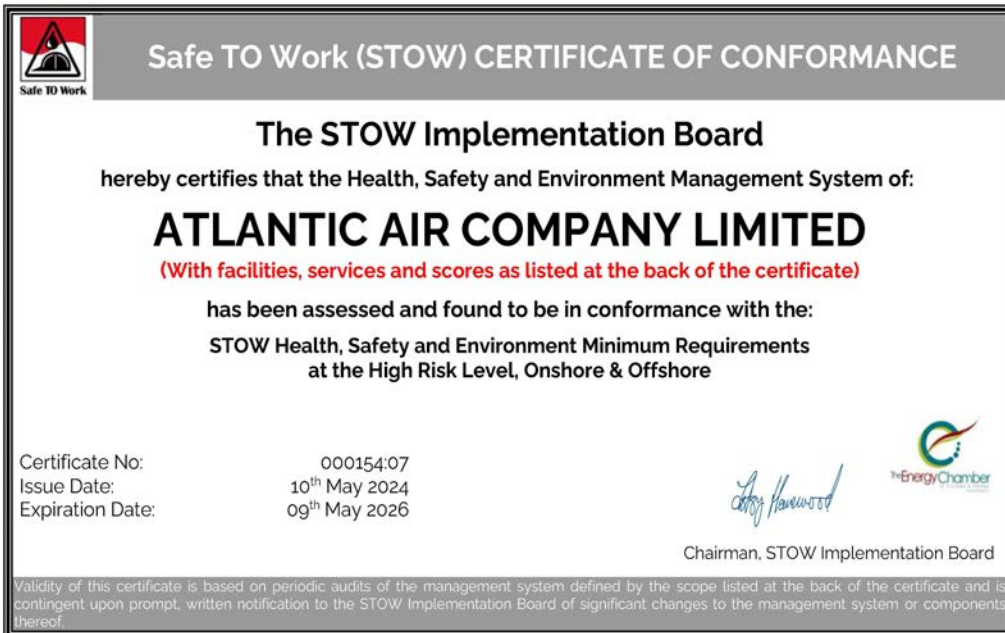 Safe TO Work
Safe TO Work (STOW) CERTIFICATE OF CONFORMANCE
The STOW Implementation Board
hereby certifies that the Health, Safety and Environment Management System of:
ATLANTIC AIR COMPANY LIMITED
(With facilities, services and scores as listed at the back of the certificate)
has been assessed and found to be in conformance with the:
STOW Health, Safety and Environment Minimum Requirements
at the High Risk Level, Onshore & Offshore
Certificate No: 000154:07
Issue Date: 10th May 2024
Expiration Date: 09th May 2026
The Energy Chamber
Chairman, STOW Implementation Board
Validity of this certificate is based on periodic audits of the management system defined by the scope listed at the back of the certificate and is
contingent upon prompt, written notification to the STOW Implementation Board of significant changes to the management system or components
thereof.